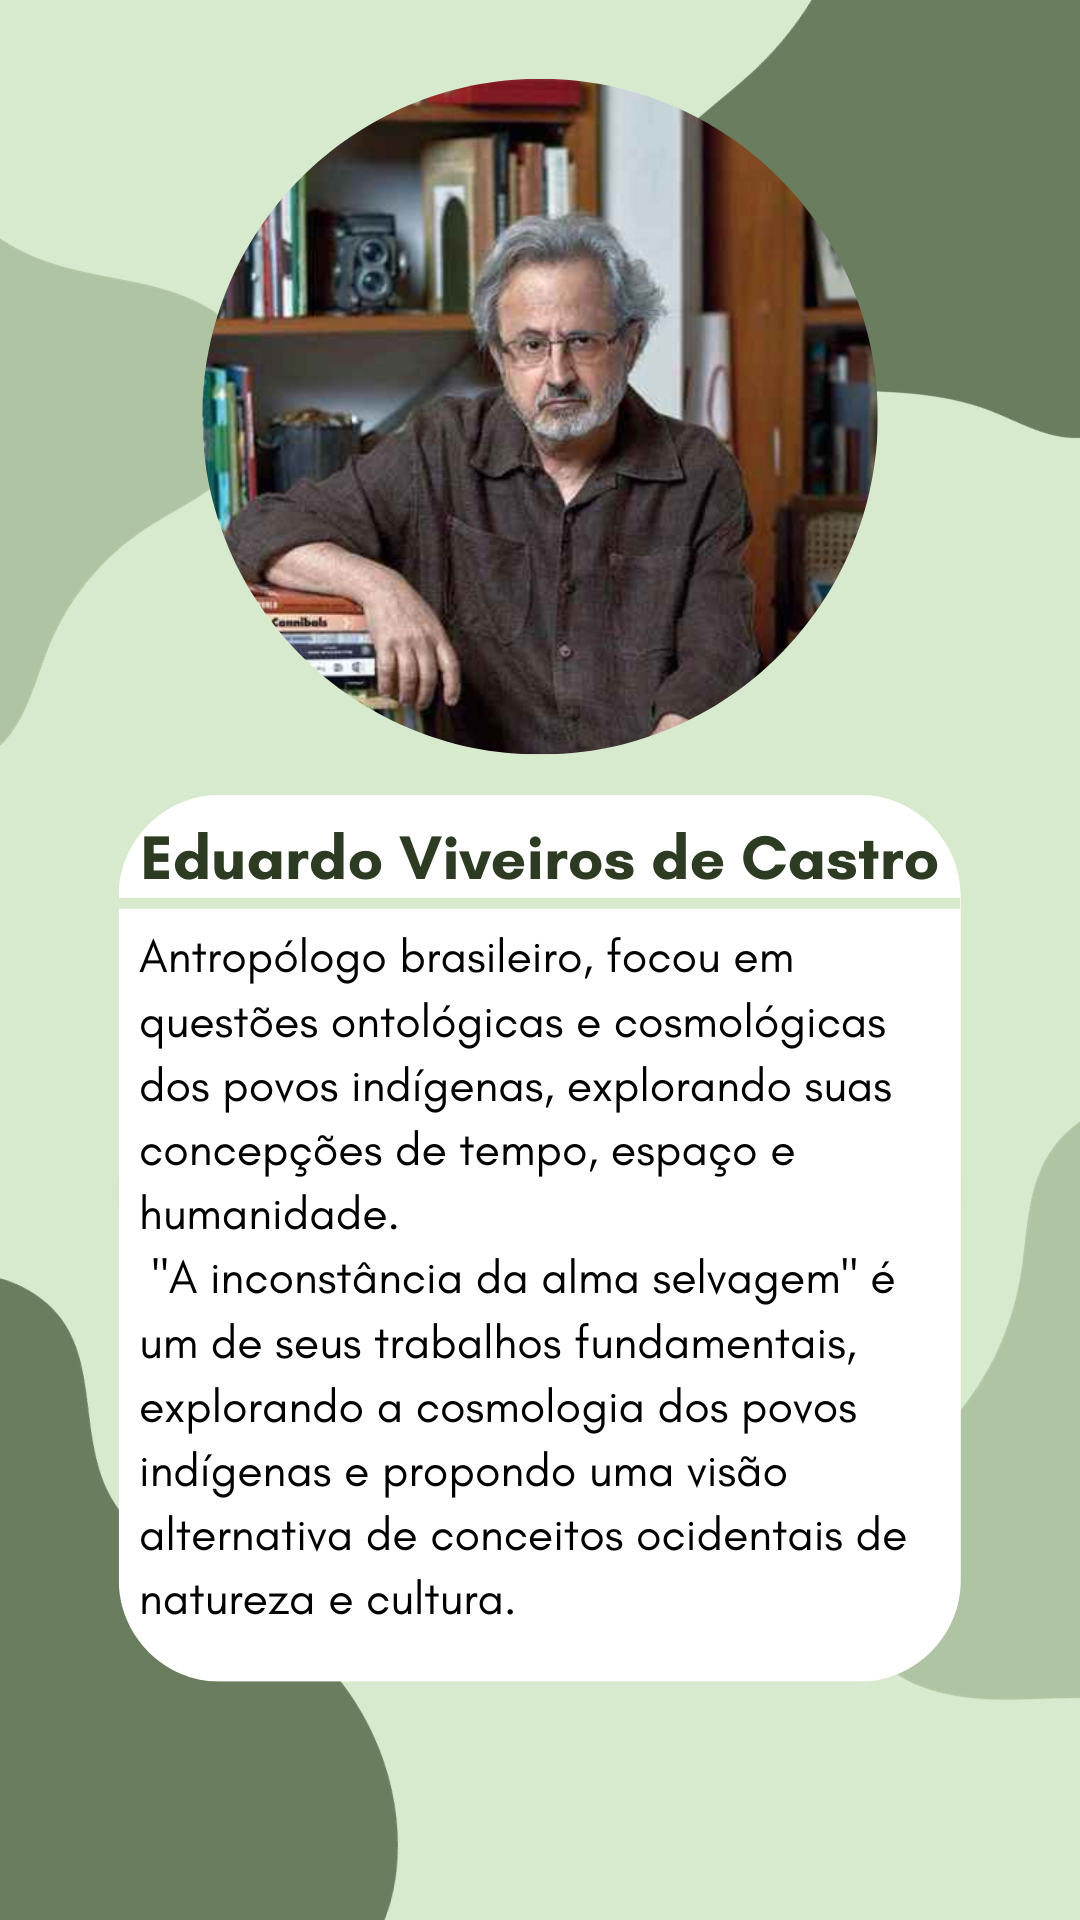 Cannibals
Eduardo Viveiros de Castro
Antropólogo brasileiro, focou em
questões ontológicas e cosmológicas
dos povos indígenas, explorando suas
concepções de tempo, espaço e
humanidade.
"A inconstância da alma selvagem" é
um de seus trabalhos fundamentais,
explorando a cosmologia dos povos
indígenas e propondo uma visão
alternativa de conceitos ocidentais de
natureza e cultura.